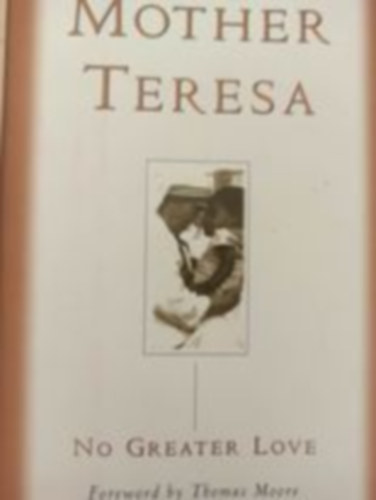 MOTHER
TERESA
NO GREATER LOVE
Foreword by Thomas Moore